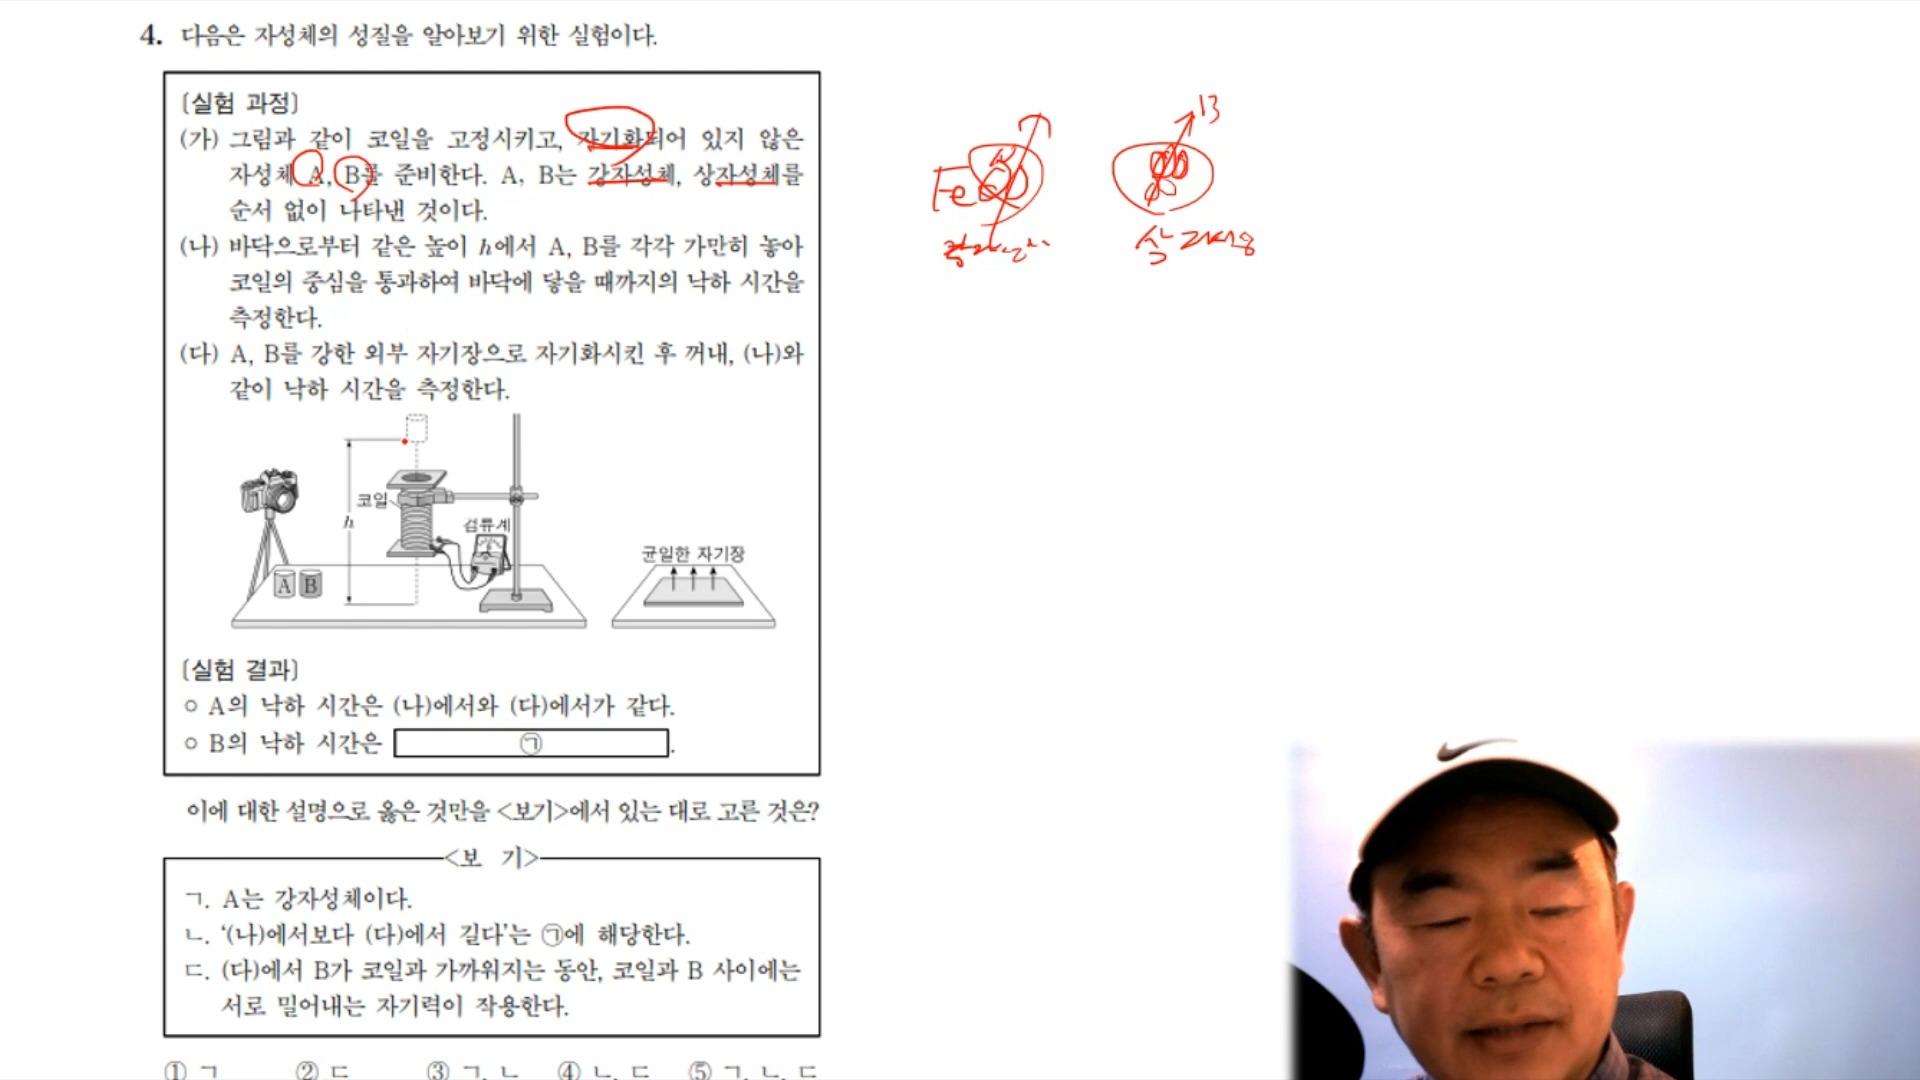 4. 다음은 자성체의 성질을 알아보기 위한 실험이다.
[실험 과정]
(가) 그림과 같이 코일을 고정시키고, 자기화되어 있지 않은
자성체 A, B를 준비한다. A, B는 강자성체, 상자성체를
순서 없이 나타낸 것이다.
(나) 바닥으로부터 같은 높이 h에서 A, B를 각각 가만히 놓아
코일의 중심을 통과하여 바닥에 닿을 때까지의 낙하 시간을
측정한다.
(다) A, B를 강한 외부 자기장으로 자기화시킨 후 꺼내, (나)와
같이 낙하 시간을 측정한다.
코일
h
검류계
A B
균일한 자기장
[실험 결과]
○ A의 낙하 시간은 (나)에서와 (다)에서가 같다.
○ B의 낙하 시간은 ㉠.
이에 대한 설명으로 옳은 것만을 <보기>에서 있는 대로 고른 것은?
<보 기>
ㄱ. A는 강자성체이다.
ㄴ. ‘(나)에서보다 (다)에서 길다’는 ㉠에 해당한다.
ㄷ. (다)에서 B가 코일과 가까워지는 동안, 코일과 B 사이에는
서로 밀어내는 자기력이 작용한다.
① ㄱ ② ㄷ ③ ㄱ, ㄴ ④ ㄴ, ㄷ ⑤ ㄱ, ㄴ, ㄷ
Fe